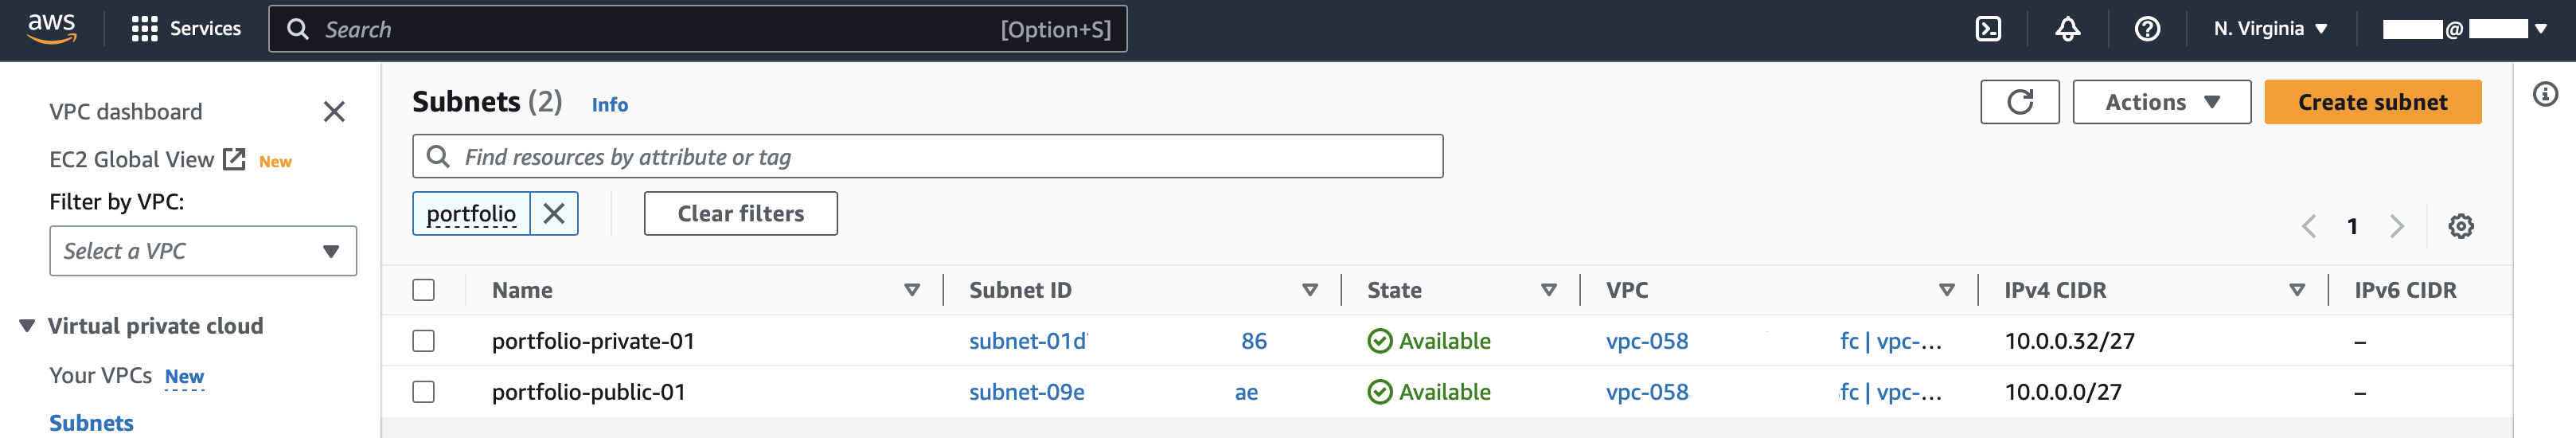 aws Services Search [Option+S] N. Virginia @
VPC dashboard
EC2 Global View New
Filter by VPC:
Select a VPC
Virtual private cloud
Your VPCs New
Subnets
Subnets (2) Info Actions Create subnet
Find resources by attribute or tag
portfolio Clear filters
1
Name Subnet ID State VPC IPv4 CIDR IPv6 CIDR
portfolio-private-01 subnet-01d 86 Available vpc-058 fc | vpc-... 10.0.0.32/27 –
portfolio-public-01 subnet-09e ae Available vpc-058 fc | vpc-... 10.0.0.0/27 –